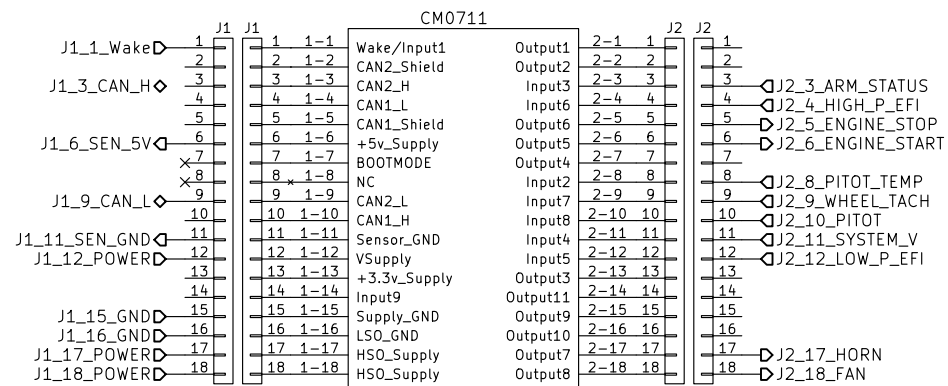 CM0711
J1 J1 J2 J2
J1_1_Wake 1 1 1-1 Wake/Input1 Output1 2-1 1 1
2 2 1-2 CAN2_Shield Output2 2-2 2 2
J1_3_CAN_H 3 3 1-3 CAN2_H Input3 2-3 3 3 J2_3_ARM_STATUS
4 4 1-4 CAN1_L Input6 2-4 4 4 J2_4_HIGH_P_EFI
5 5 1-5 CAN1_Shield Output6 2-5 5 5 J2_5_ENGINE_STOP
J1_6_SEN_5V 6 6 1-6 +5v_Supply Output5 2-6 6 6 J2_6_ENGINE_START
7 7 1-7 BOOTMODE Output4 2-7 7 7
8 8 1-8 NC Input2 2-8 8 8 J2_8_PITOT_TEMP
J1_9_CAN_L 9 9 1-9 CAN2_L Input7 2-9 9 9 J2_9_WHEEL_TACH
10 10 1-10 CAN1_H Input8 2-10 10 10 J2_10_PITOT
J1_11_SEN_GND 11 11 1-11 Sensor_GND Input4 2-11 11 11 J2_11_SYSTEM_V
J1_12_POWER 12 12 1-12 VSupply Input5 2-12 12 12 J2_12_LOW_P_EFI
13 13 1-13 +3.3v_Supply Output3 2-13 13 13
14 14 1-14 Input9 Output11 2-14 14 14
J1_15_GND 15 15 1-15 Supply_GND Output9 2-15 15 15
J1_16_GND 16 16 1-16 LSO_GND Output10 2-16 16 16
J1_17_POWER 17 17 1-17 HSO_Supply Output7 2-17 17 17 J2_17_HORN
J1_18_POWER 18 18 1-18 HSO_Supply Output8 2-18 18 18 J2_18_FAN